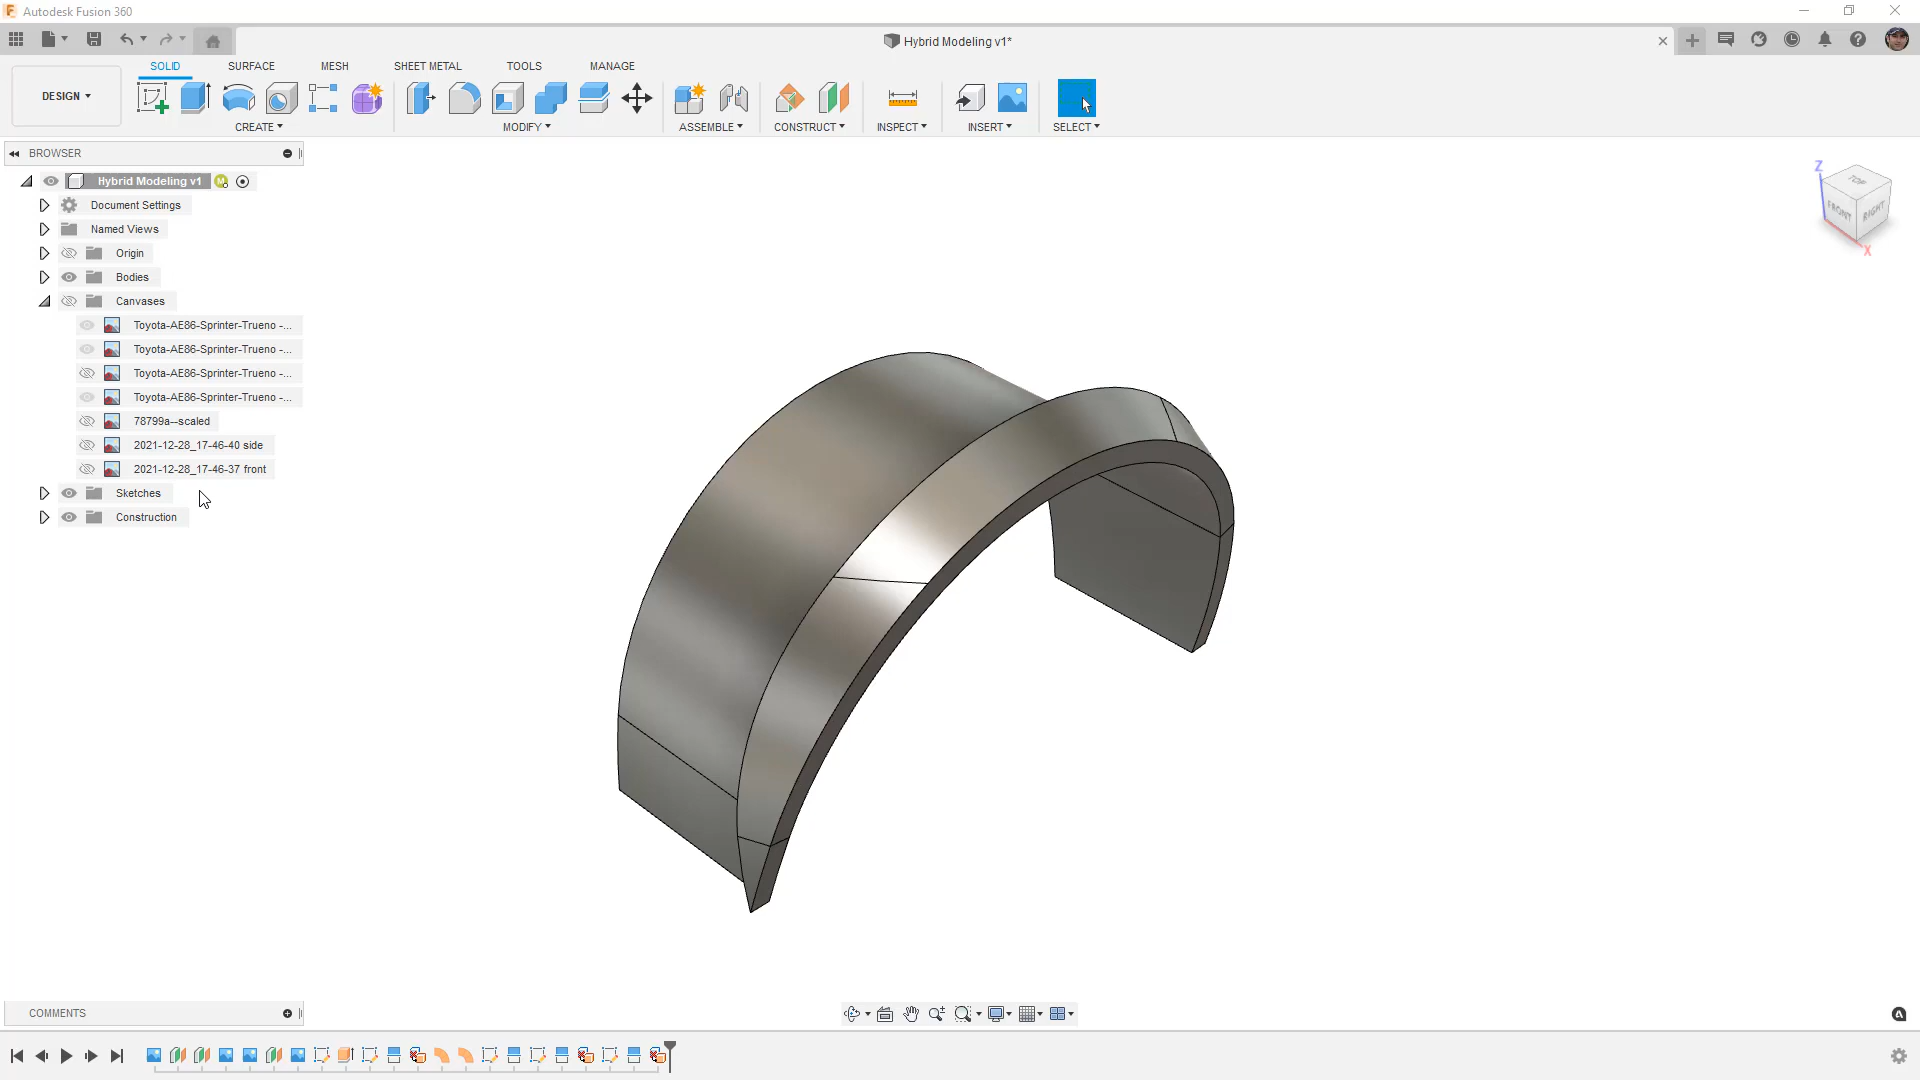 Autodesk Fusion 360
Hybrid Modeling v1*
DESIGN
SOLID SURFACE MESH SHEET METAL TOOLS MANAGE
CREATE MODIFY ASSEMBLE CONSTRUCT INSPECT INSERT SELECT
BROWSER
Hybrid Modeling v1
Document Settings
Named Views
Origin
Bodies
Canvases
Toyota-AE86-Sprinter-Trueno -...
Toyota-AE86-Sprinter-Trueno -...
Toyota-AE86-Sprinter-Trueno -...
Toyota-AE86-Sprinter-Trueno -...
78799a--scaled
2021-12-28_17-46-40 side
2021-12-28_17-46-37 front
Sketches
Construction
Z
TOP
FRONT RIGHT
X
COMMENTS